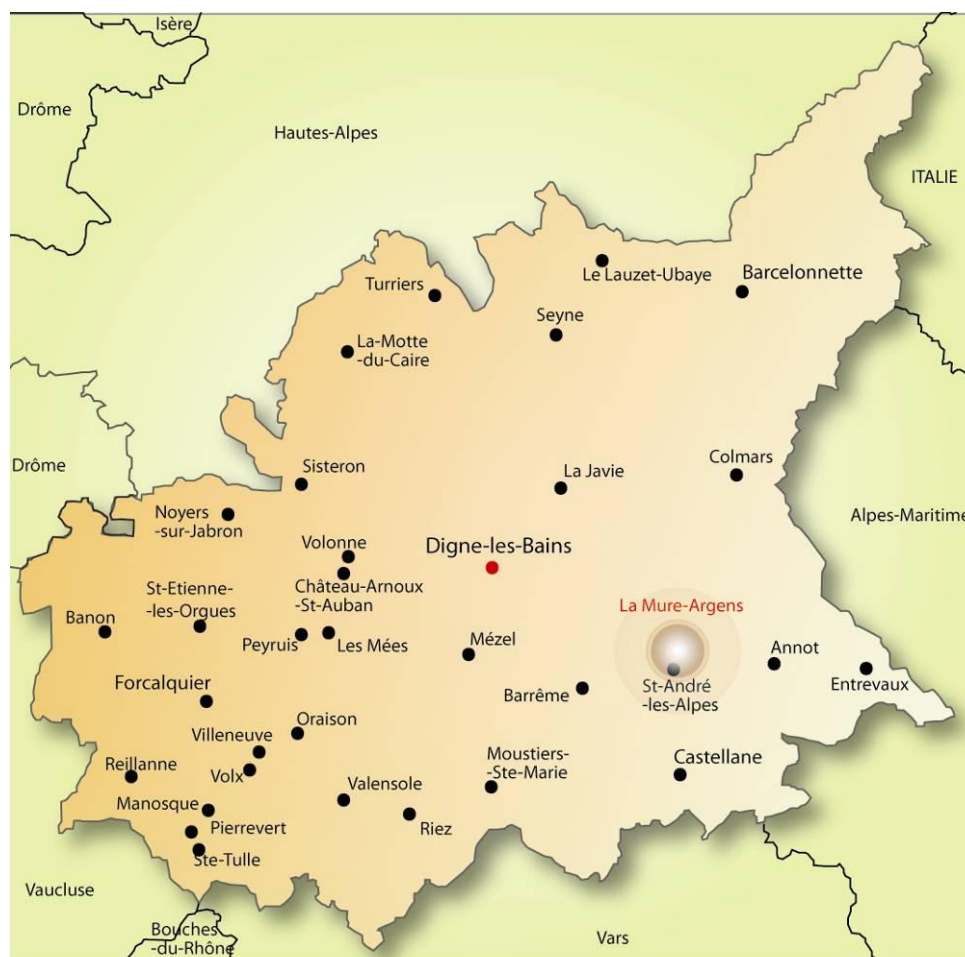 Isère
Drôme
Hautes-Alpes
ITALIE
Le Lauzet-Ubaye
Barcelonnette
Turriers
Seyne
La-Motte
-du-Caire
Drôme
Sisteron
La Javie
Colmars
Noyers
-sur-Jabron
Alpes-Maritime
Volonne
Digne-les-Bains
Château-Arnoux
-St-Auban
St-Etienne-
-les-Orgues
La Mure-Argens
Banon
Peyruis
Les Mées
Mézel
Annot
Entrevaux
Forcalquier
Barrême
St-André
-les-Alpes
Oraison
Villeneuve
Moustiers-
-Ste-Marie
Castellane
Reillanne
Volx
Valensole
Manosque
Pierrevert
Riez
Ste-Tulle
Vaucluse
Bouches
-du-Rhône
Vars